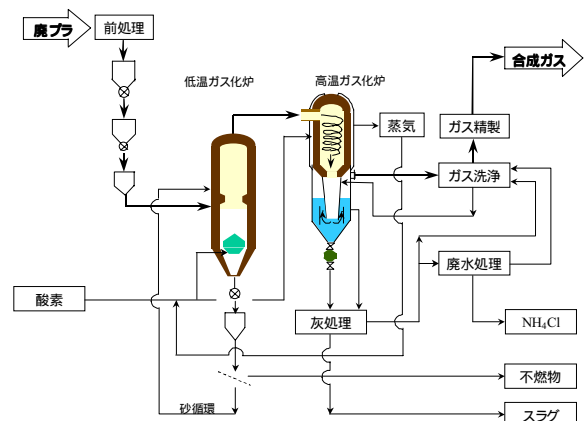 廃プラ
前処理
低温ガス化炉
高温ガス化炉
合成ガス
蒸気
ガス精製
ガス洗浄
廃水処理
酸素
灰処理
NH₄Cl
不燃物
砂循環
スラグ